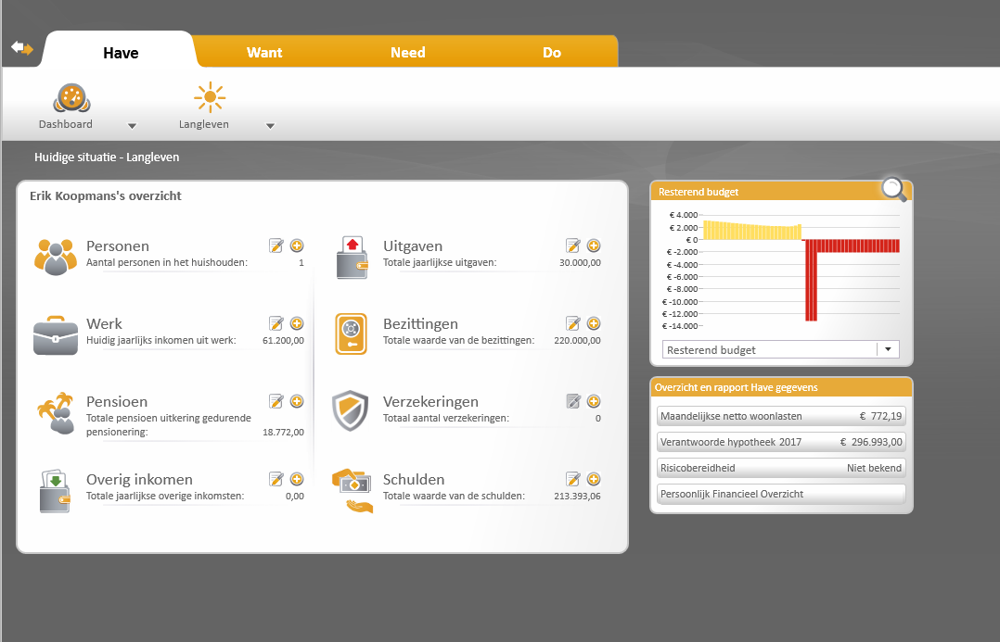 Have
Want
Need
Do
Dashboard
Langleven
Huidige situatie - Langleven
Erik Koopmans's overzicht
Personen
Aantal personen in het huishouden: 1
Werk
Huidig jaarlijks inkomen uit werk: 61.200,00
Pensioen
Totale pensioen uitkering gedurende
pensionering: 18.772,00
Overig inkomen
Totale jaarlijkse overige inkomsten: 0,00
Uitgaven
Totale jaarlijkse uitgaven: 30.000,00
Bezittingen
Totale waarde van de bezittingen: 220.000,00
Verzekeringen
Totaal aantal verzekeringen: 0
Schulden
Totale waarde van de schulden: 213.393,06
Resterend budget
€ 4.000
€ 2.000
€ 0
€ -2.000
€ -4.000
€ -6.000
€ -8.000
€ -10.000
€ -12.000
€ -14.000
Resterend budget
Overzicht en rapport Have gegevens
Maandelijkse netto woonlasten € 772,19
Verantwoorde hypotheek 2017 € 296.993,00
Risicobereidheid Niet bekend
Persoonlijk Financieel Overzicht